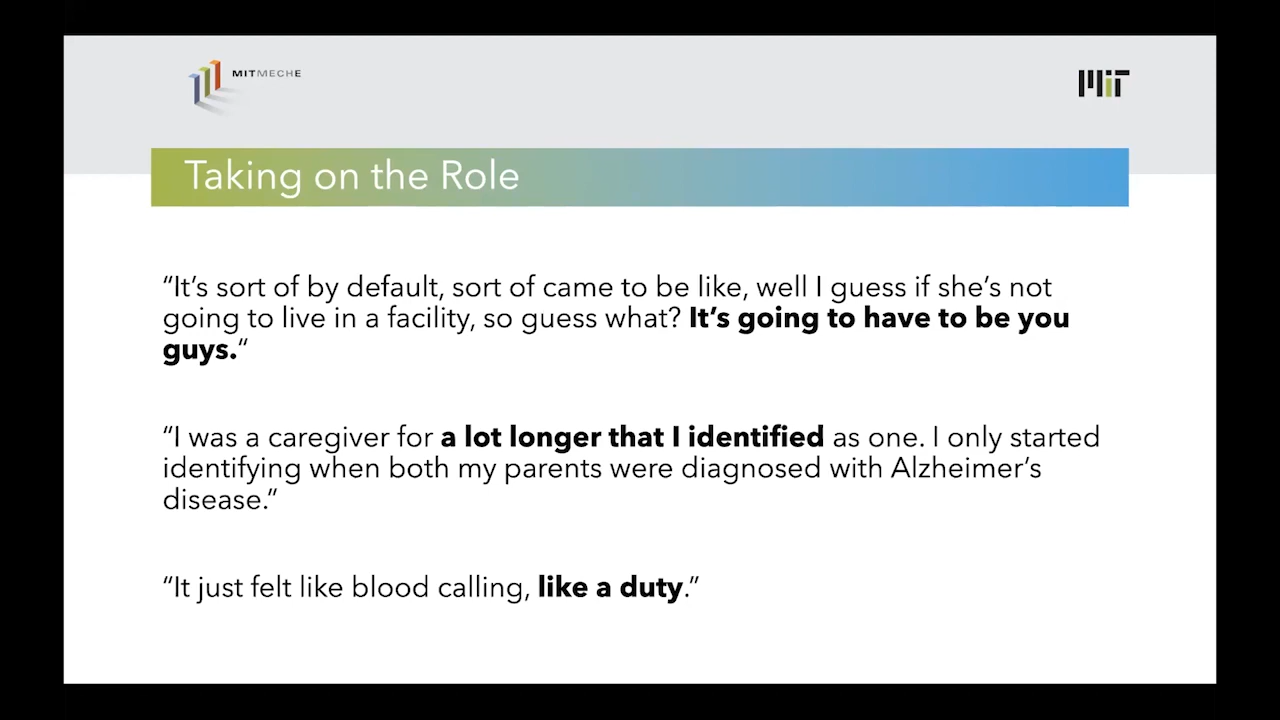 MITMECHE
MIT
Taking on the Role
“It’s sort of by default, sort of came to be like, well I guess if she’s not
going to live in a facility, so guess what? It’s going to have to be you
guys.“
“I was a caregiver for a lot longer that I identified as one. I only started
identifying when both my parents were diagnosed with Alzheimer’s
disease.”
“It just felt like blood calling, like a duty.”